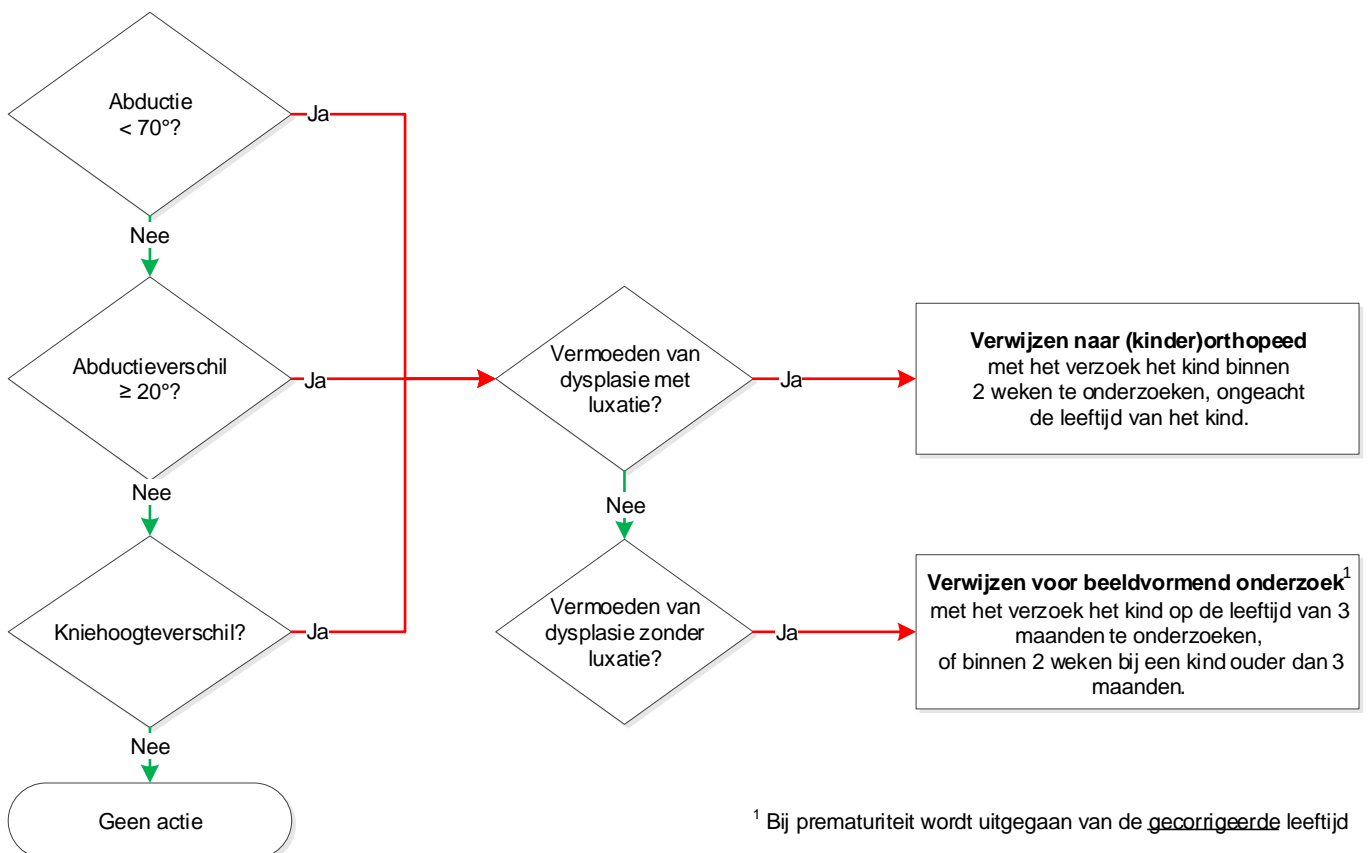 Abductie
< 70°?
Ja
Nee
Abductieverschil
≥ 20°?
Ja
Nee
Kniehoogteverschil?
Ja
Nee
Geen actie
Vermoeden van
dysplasie met
luxatie?
Ja
Nee
Vermoeden van
dysplasie zonder
luxatie?
Ja
Verwijzen naar (kinder)orthopeed
met het verzoek het kind binnen
2 weken te onderzoeken, ongeacht
de leeftijd van het kind.
Verwijzen voor beeldvormend onderzoek¹
met het verzoek het kind op de leeftijd van 3
maanden te onderzoeken,
of binnen 2 weken bij een kind ouder dan 3
maanden.
¹ Bij prematuriteit wordt uitgegaan van de gecorrigeerde leeftijd